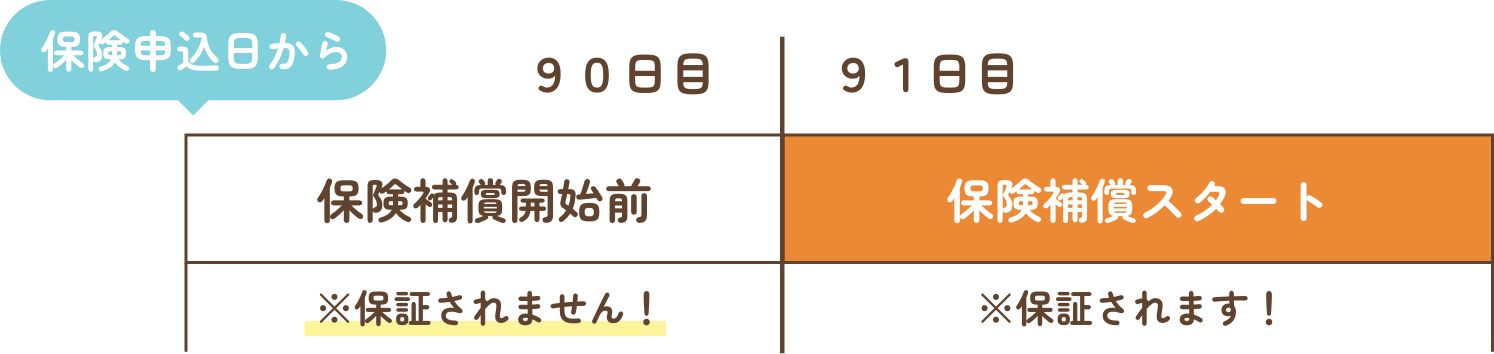 保険申込日から
９０日目
９１日目
保険補償開始前
保険補償スタート
※保証されません！
※保証されます！